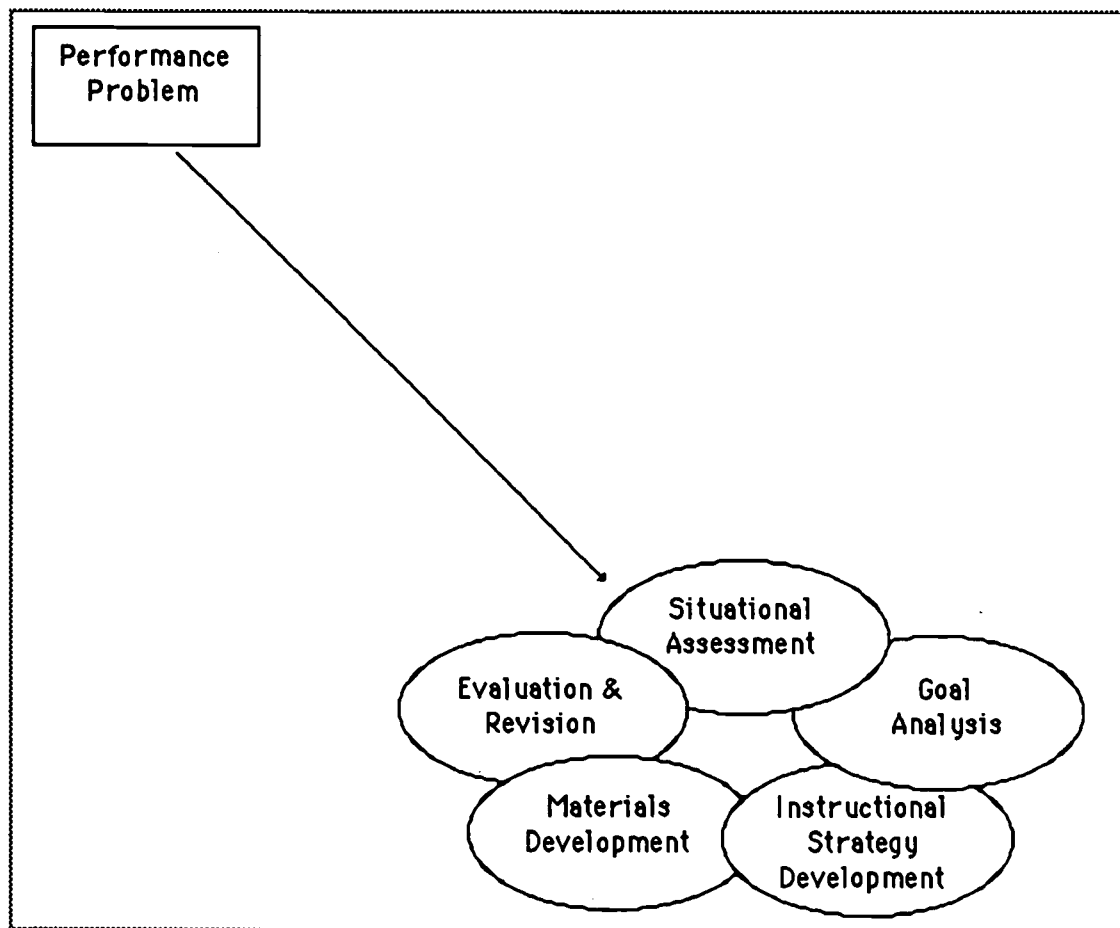 Performance
Problem
Situational
Assessment
Evaluation &
Revision
Goal
Analysis
Materials
Development
Instructional
Strategy
Development